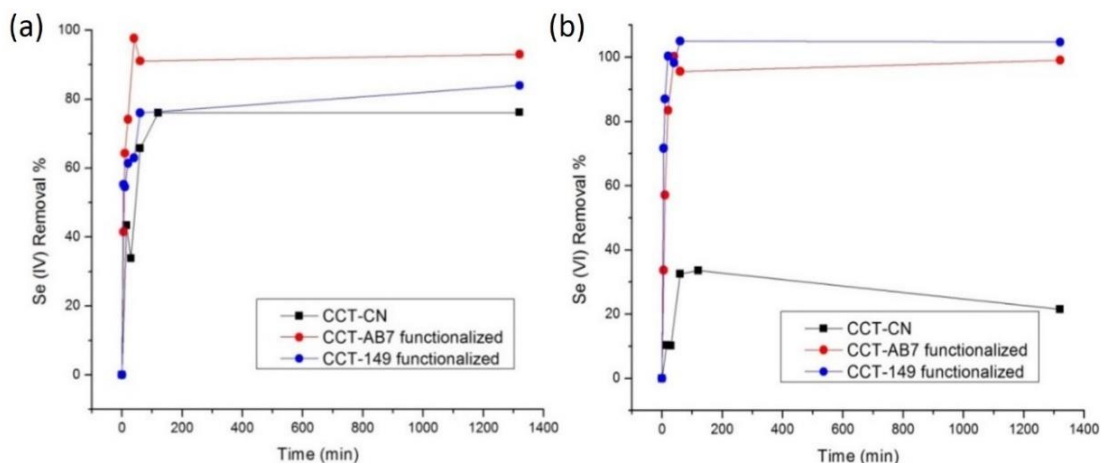 (a)
100
80
60
40
20
0
Se (IV) Removal %
CCT-CN
CCT-AB7 functionalized
CCT-149 functionalized
0 200 400 600 800 1000 1200 1400
Time (min)
(b)
100
80
60
40
20
0
Se (VI) Removal %
CCT-CN
CCT-AB7 functionalized
CCT-149 functionalized
0 200 400 600 800 1000 1200 1400
Time (min)